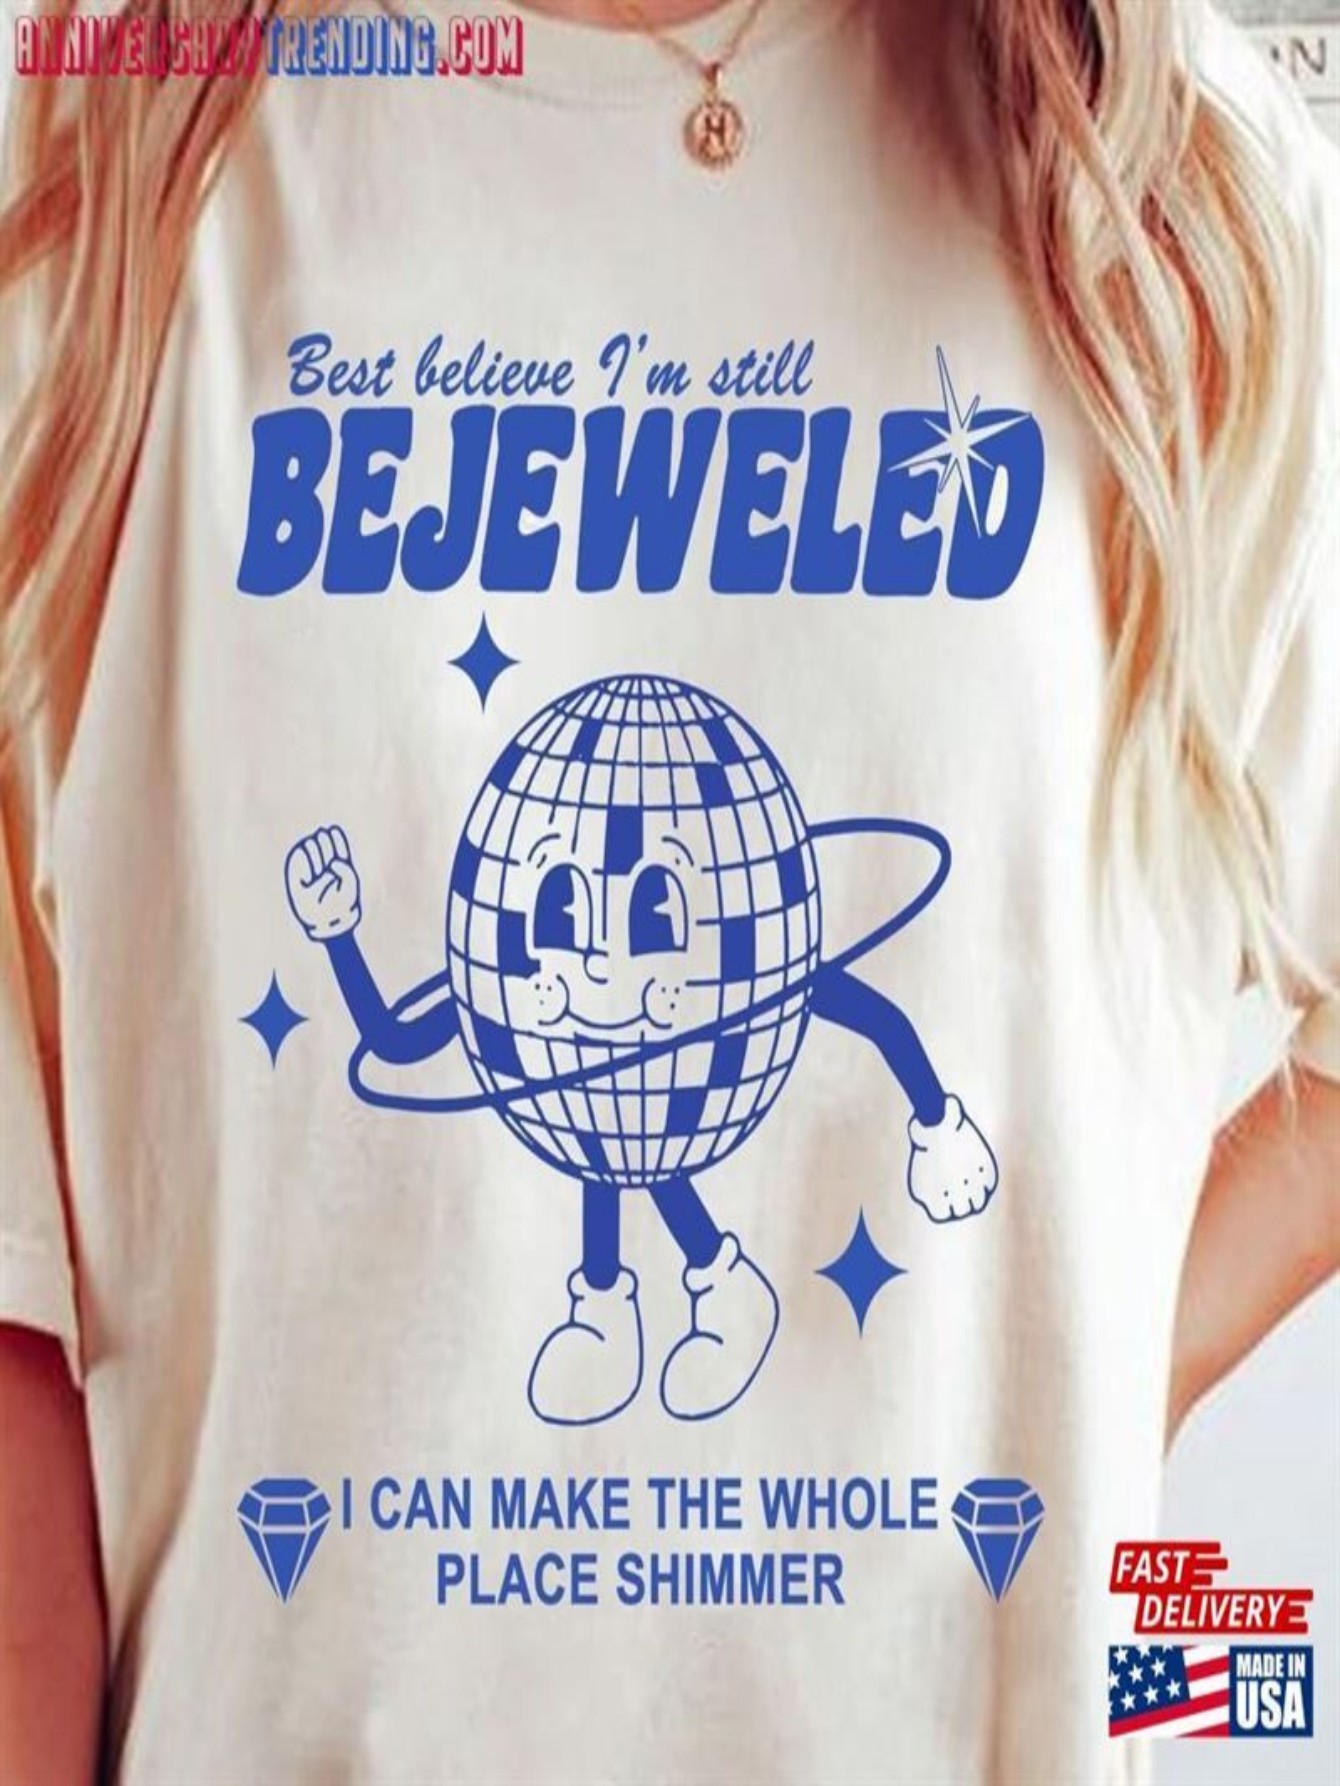 ANNIVERSARYTRENDING.COM
N
H
Best believe I'm still
BEJEWELED
I CAN MAKE THE WHOLE
PLACE SHIMMER
FAST
DELIVERY
MADE IN
USA